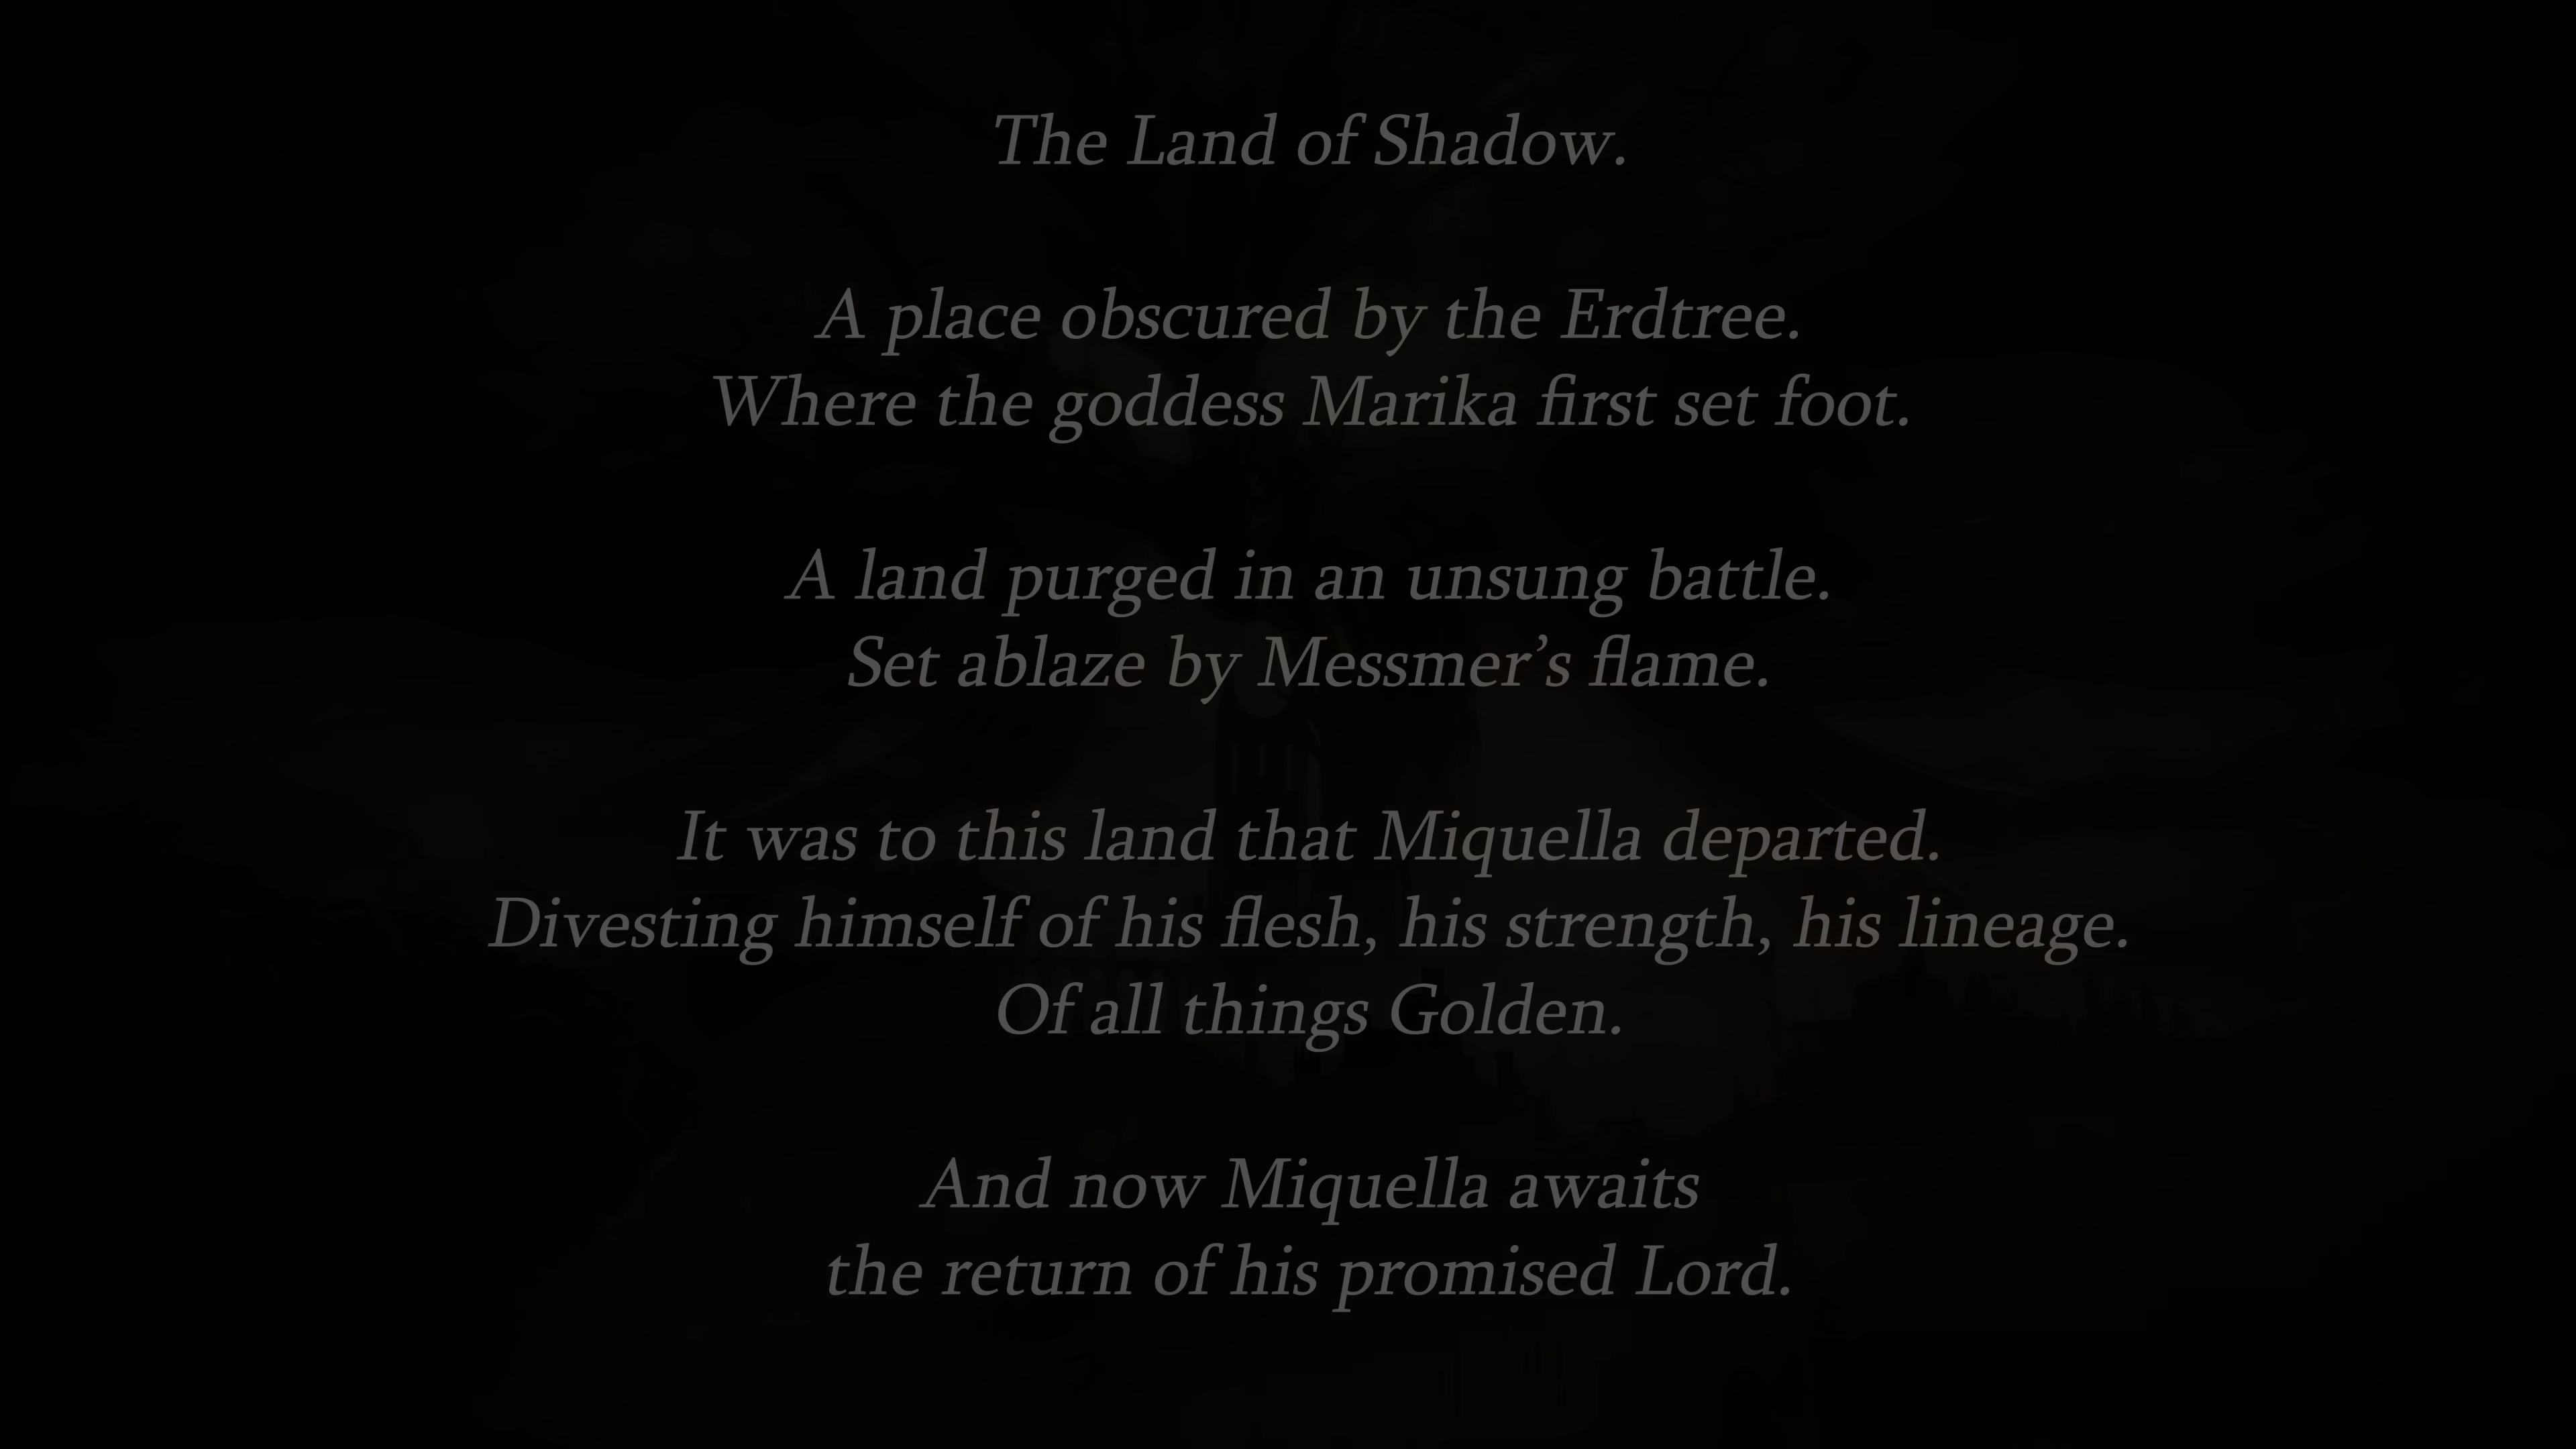 The Land of Shadow.
A place obscured by the Erdtree.
Where the goddess Marika first set foot.
A land purged in an unsung battle.
Set ablaze by Messmer’s flame.
It was to this land that Miquella departed.
Divesting himself of his flesh, his strength, his lineage.
Of all things Golden.
And now Miquella awaits
the return of his promised Lord.